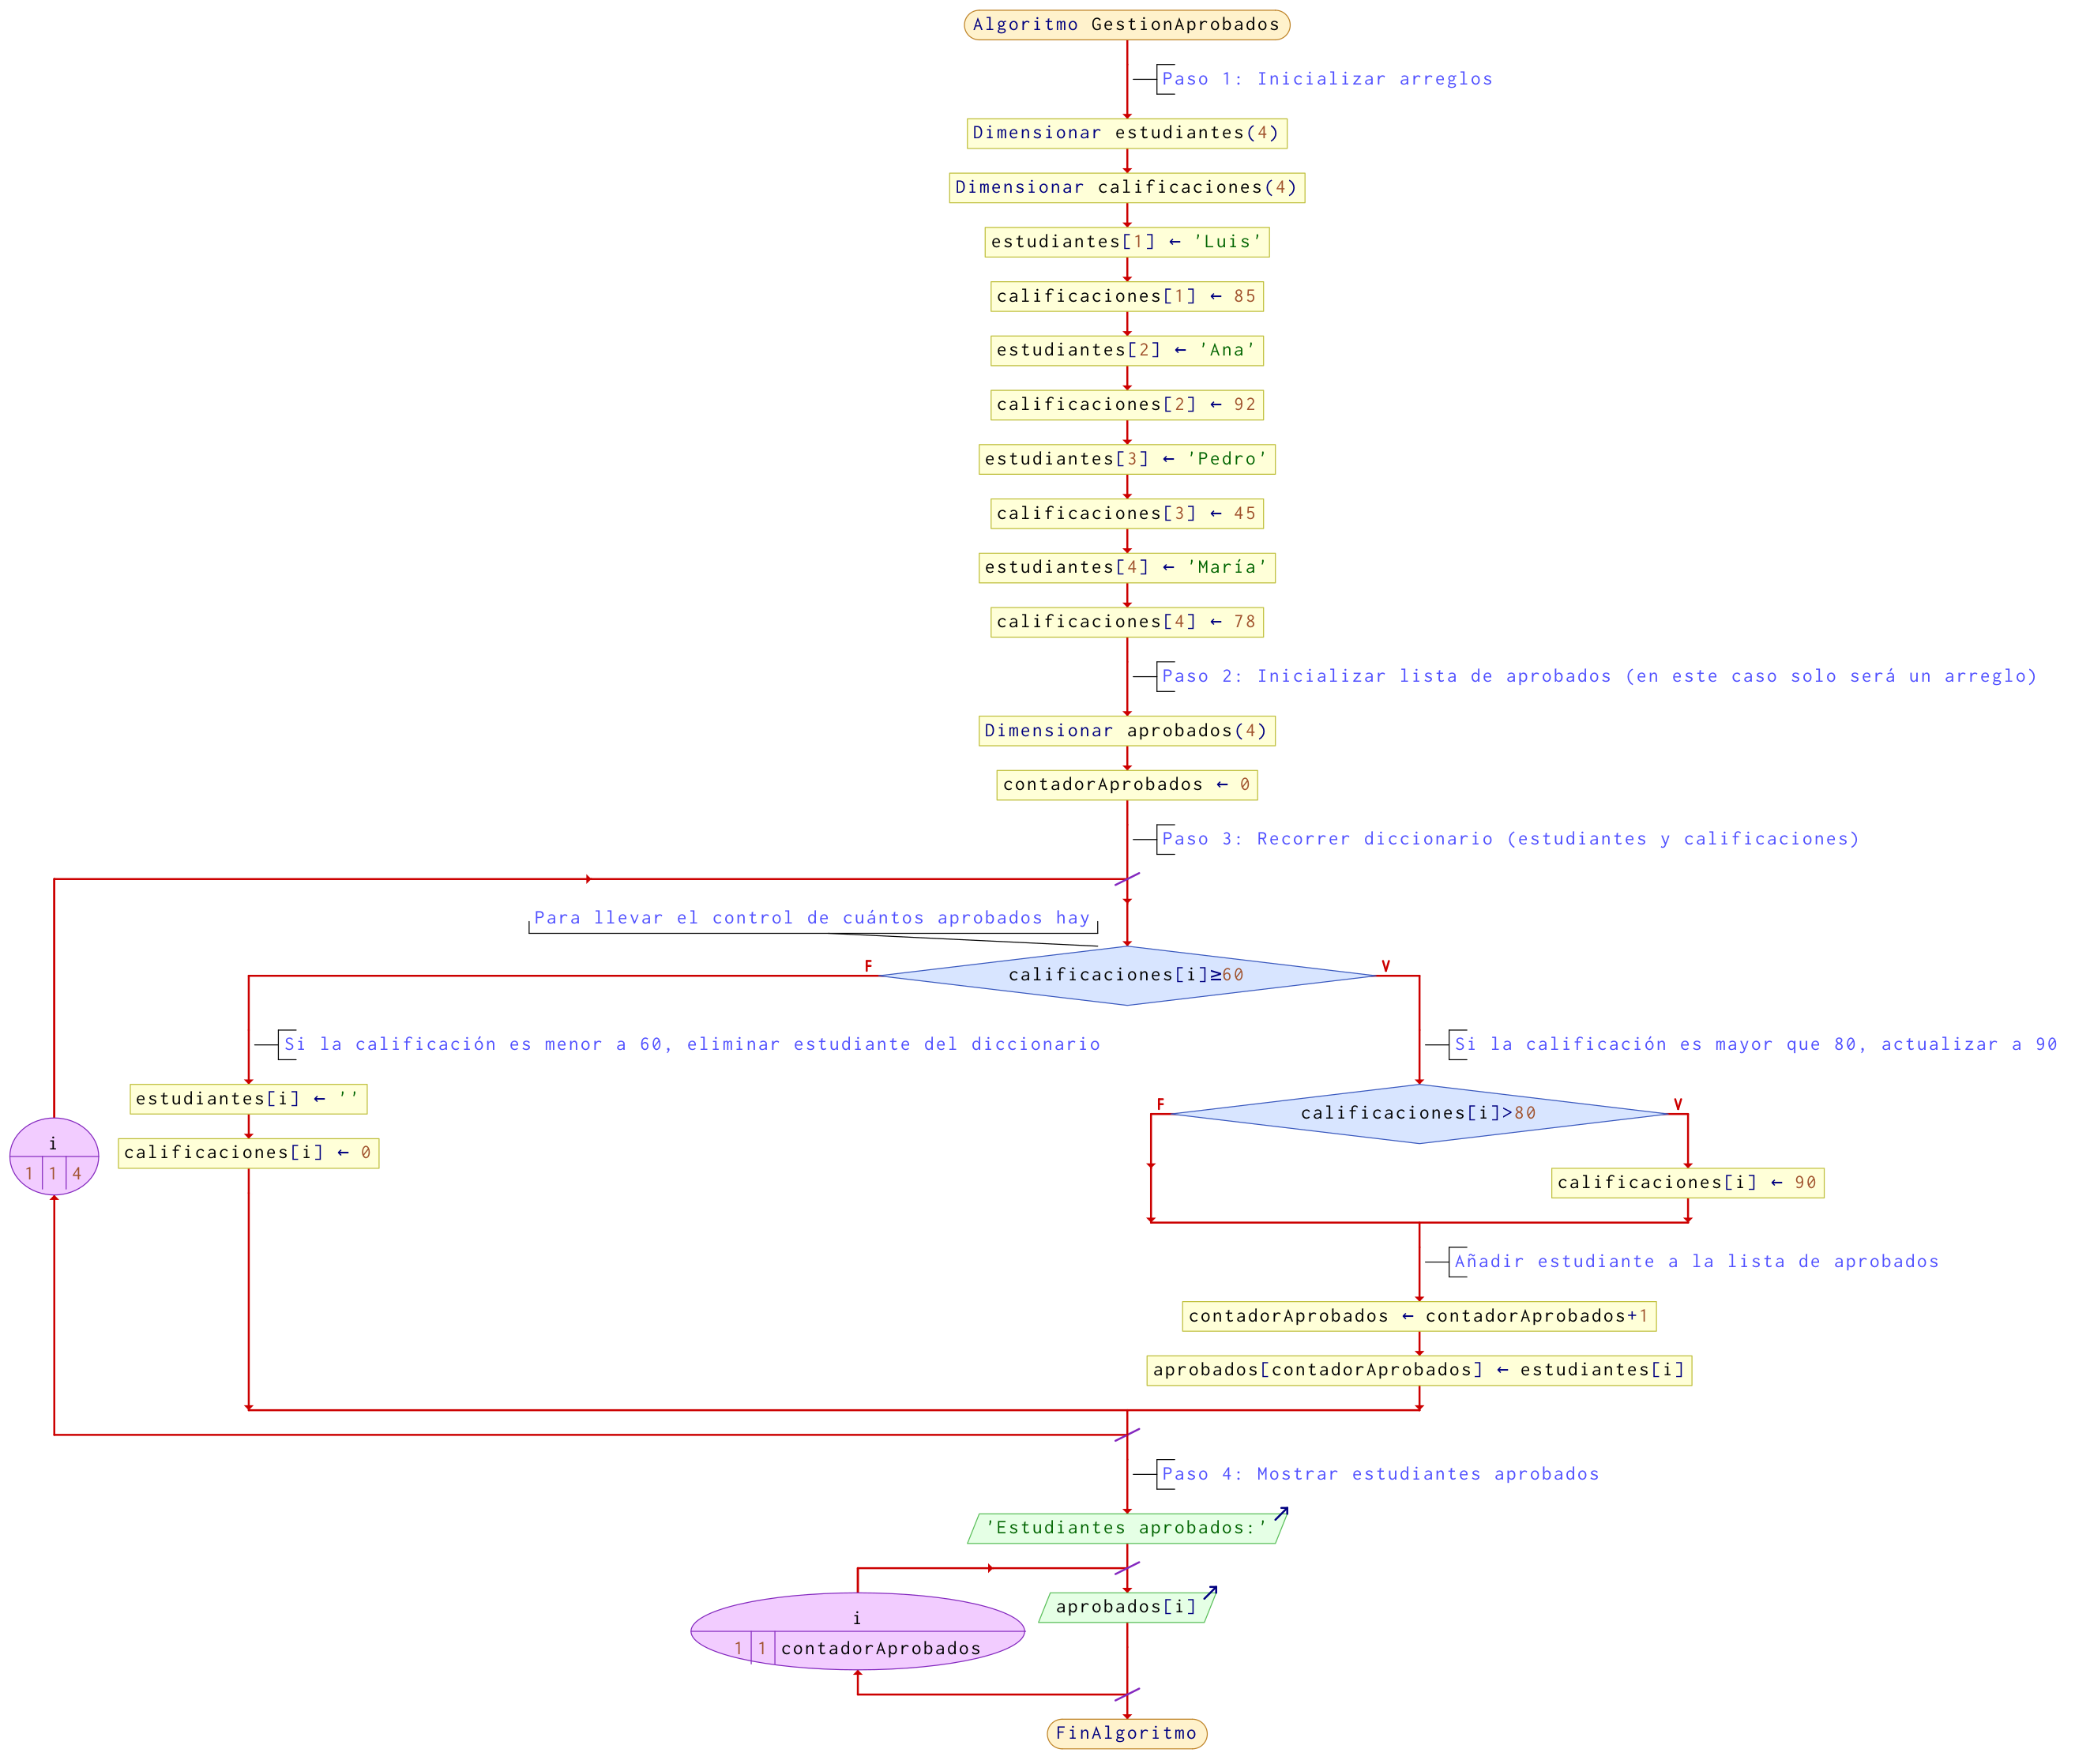 Algoritmo GestionAprobados
Paso 1: Inicializar arreglos
Dimensionar estudiantes(4)
Dimensionar calificaciones(4)
estudiantes[1] ← 'Luis'
calificaciones[1] ← 85
estudiantes[2] ← 'Ana'
calificaciones[2] ← 92
estudiantes[3] ← 'Pedro'
calificaciones[3] ← 45
estudiantes[4] ← 'María'
calificaciones[4] ← 78
Paso 2: Inicializar lista de aprobados (en este caso solo será un arreglo)
Dimensionar aprobados(4)
contadorAprobados ← 0
Paso 3: Recorrer diccionario (estudiantes y calificaciones)
Para llevar el control de cuántos aprobados hay
F
calificaciones[i]≥60
V
Si la calificación es menor a 60, eliminar estudiante del diccionario
Si la calificación es mayor que 80, actualizar a 90
estudiantes[i] ← ''
F
calificaciones[i]>80
V
i
1 1 4
calificaciones[i] ← 0
calificaciones[i] ← 90
Añadir estudiante a la lista de aprobados
contadorAprobados ← contadorAprobados+1
aprobados[contadorAprobados] ← estudiantes[i]
Paso 4: Mostrar estudiantes aprobados
'Estudiantes aprobados:'
aprobados[i]
i
1 1 contadorAprobados
FinAlgoritmo